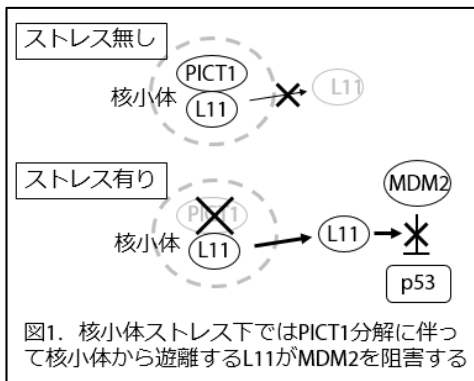 ストレス無し
PICT1
核小体
L11
L11
ストレス有り
MDM2
PICT1
核小体
L11
L11
p53
図1. 核小体ストレス下ではPICT1分解に伴っ
て核小体から遊離するL11がMDM2を阻害する